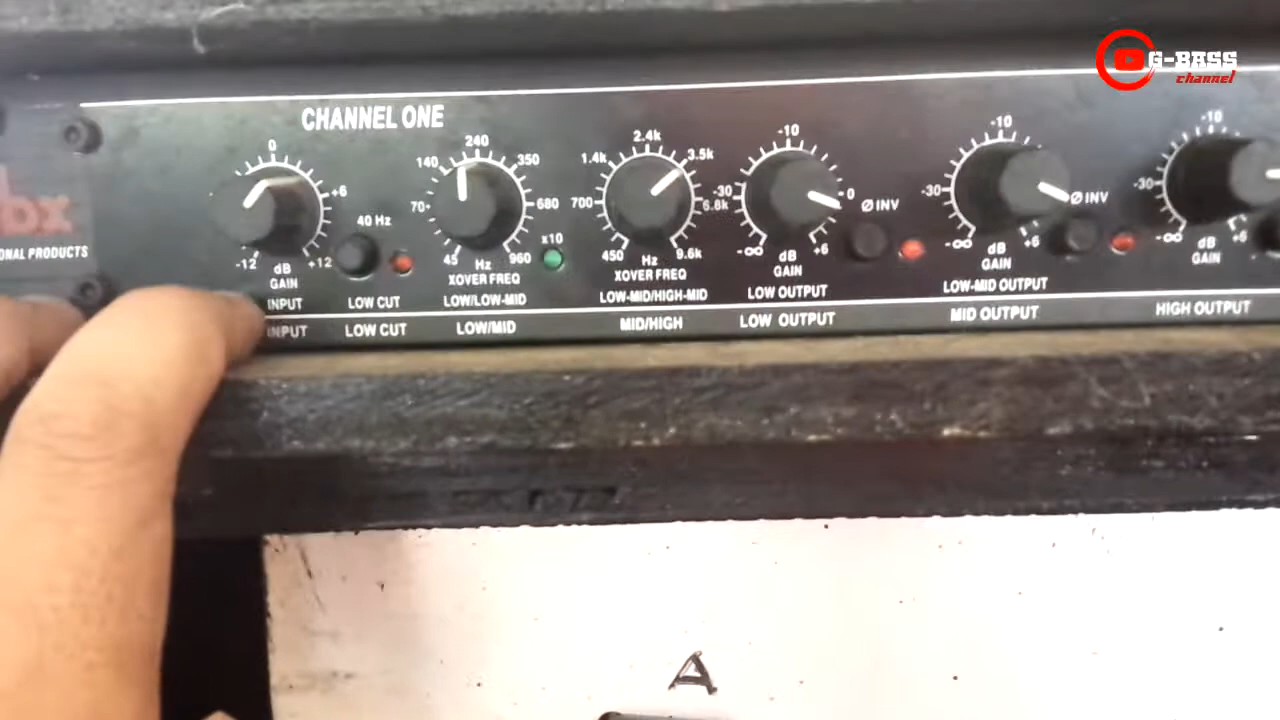 G-BASS
channel
CHANNEL ONE
bx
ONAL PRODUCTS
0
+6
-12
+12
dB
GAIN
INPUT
INPUT
40 Hz
LOW CUT
LOW CUT
240
140
350
70
680
45
960
Hz
XOVER FREQ
LOW/LOW-MID
LOW/MID
x10
2.4k
1.4k
3.5k
700
6.8k
450
9.6k
Hz
XOVER FREQ
LOW-MID/HIGH-MID
MID/HIGH
-10
-30
0
-∞
+6
dB
GAIN
LOW OUTPUT
LOW OUTPUT
Ø INV
-10
-30
-∞
+6
dB
GAIN
LOW-MID OUTPUT
MID OUTPUT
Ø INV
-10
-30
-∞
+6
dB
GAIN
HIGH OUTPUT
A